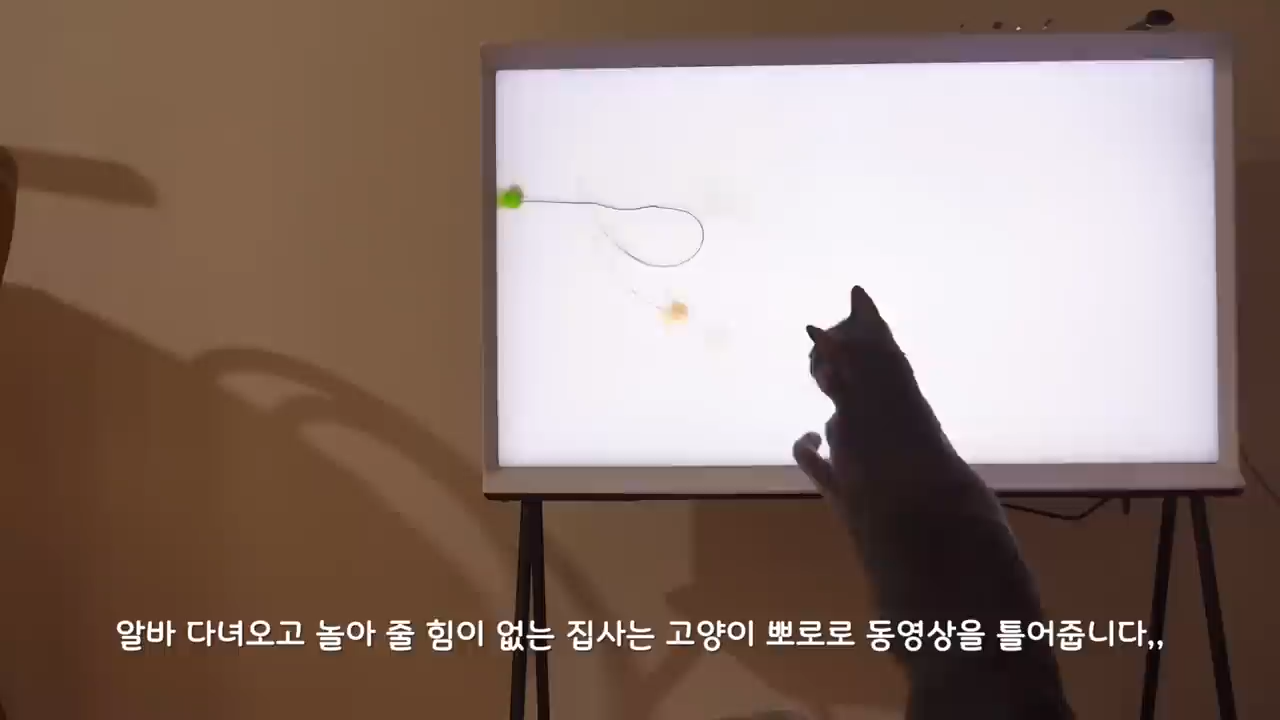 알바 다녀오고 놀아 줄 힘이 없는 집사는 고양이 뽀로로 동영상을 틀어줍니다,,